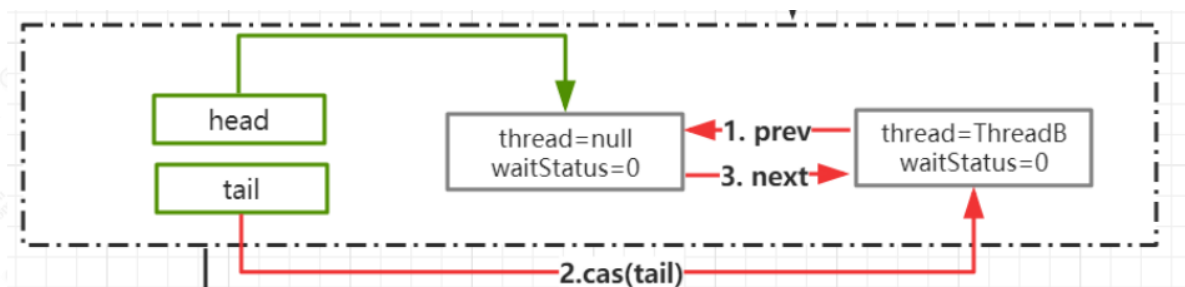 head
tail
thread=null
waitStatus=0
1. prev
3. next
thread=ThreadB
waitStatus=0
2.cas(tail)